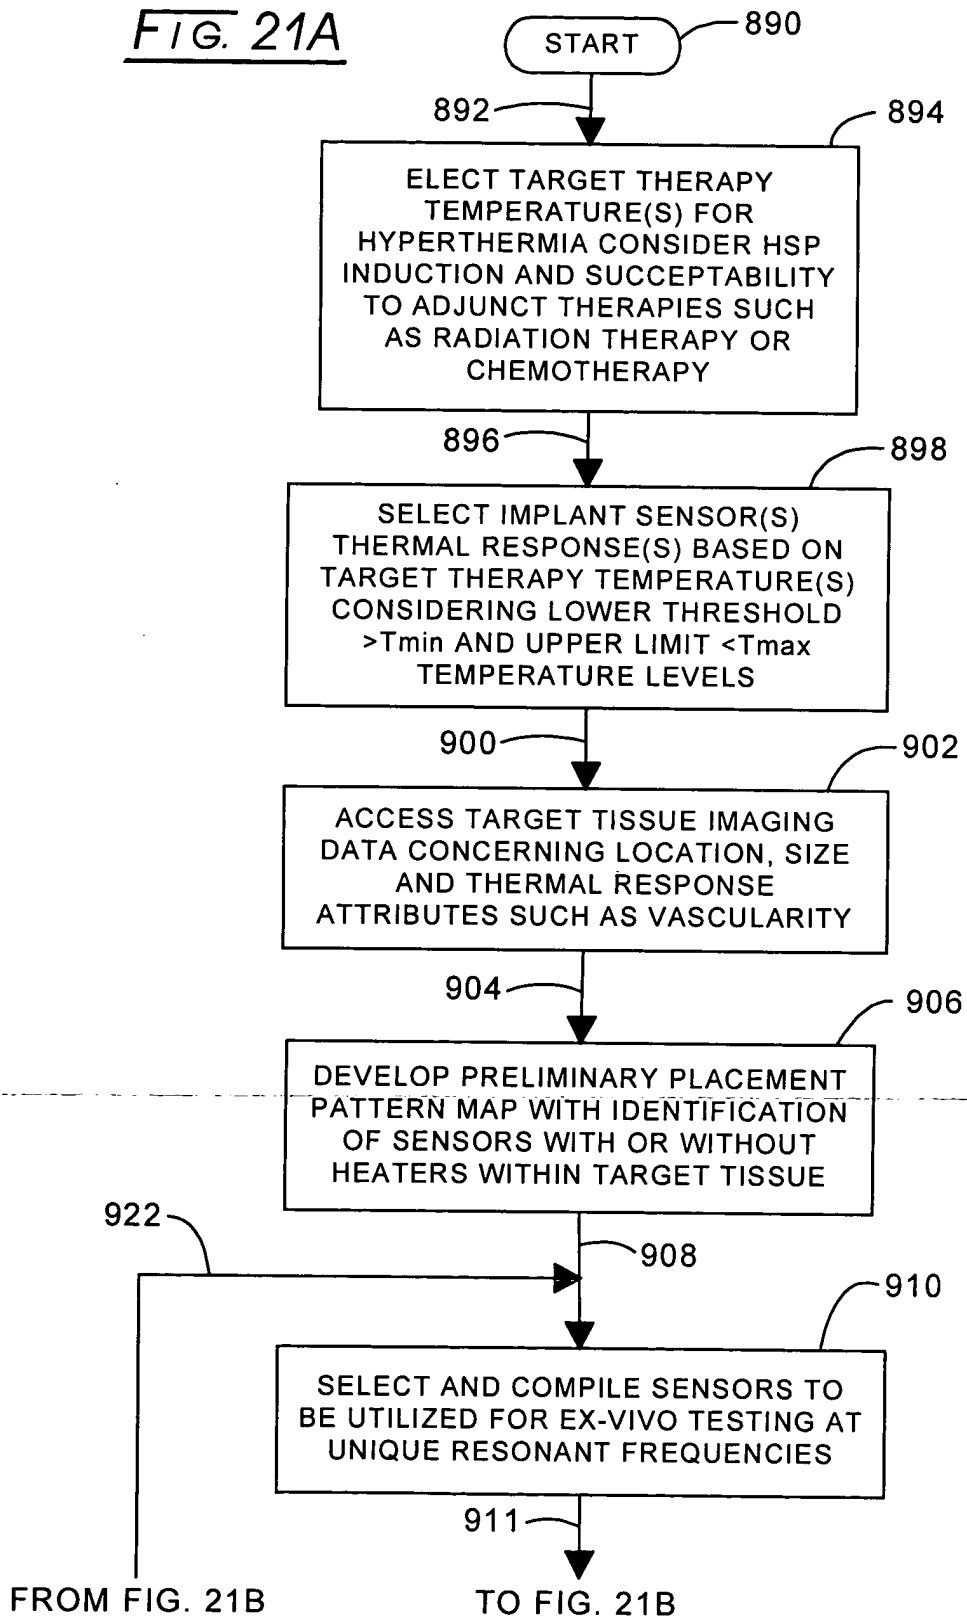 FIG. 21A
START
890
892
894
ELECT TARGET THERAPY
TEMPERATURE(S) FOR
HYPERTHERMIA CONSIDER HSP
INDUCTION AND SUCCEPTABILITY
TO ADJUNCT THERAPIES SUCH
AS RADIATION THERAPY OR
CHEMOTHERAPY
896
898
SELECT IMPLANT SENSOR(S)
THERMAL RESPONSE(S) BASED ON
TARGET THERAPY TEMPERATURE(S)
CONSIDERING LOWER THRESHOLD
>Tmin AND UPPER LIMIT <Tmax
TEMPERATURE LEVELS
900
902
ACCESS TARGET TISSUE IMAGING
DATA CONCERNING LOCATION, SIZE
AND THERMAL RESPONSE
ATTRIBUTES SUCH AS VASCULARITY
904
906
DEVELOP PRELIMINARY PLACEMENT
PATTERN MAP WITH IDENTIFICATION
OF SENSORS WITH OR WITHOUT
HEATERS WITHIN TARGET TISSUE
922
908
910
SELECT AND COMPILE SENSORS TO
BE UTILIZED FOR EX-VIVO TESTING AT
UNIQUE RESONANT FREQUENCIES
911
FROM FIG. 21B
TO FIG. 21B